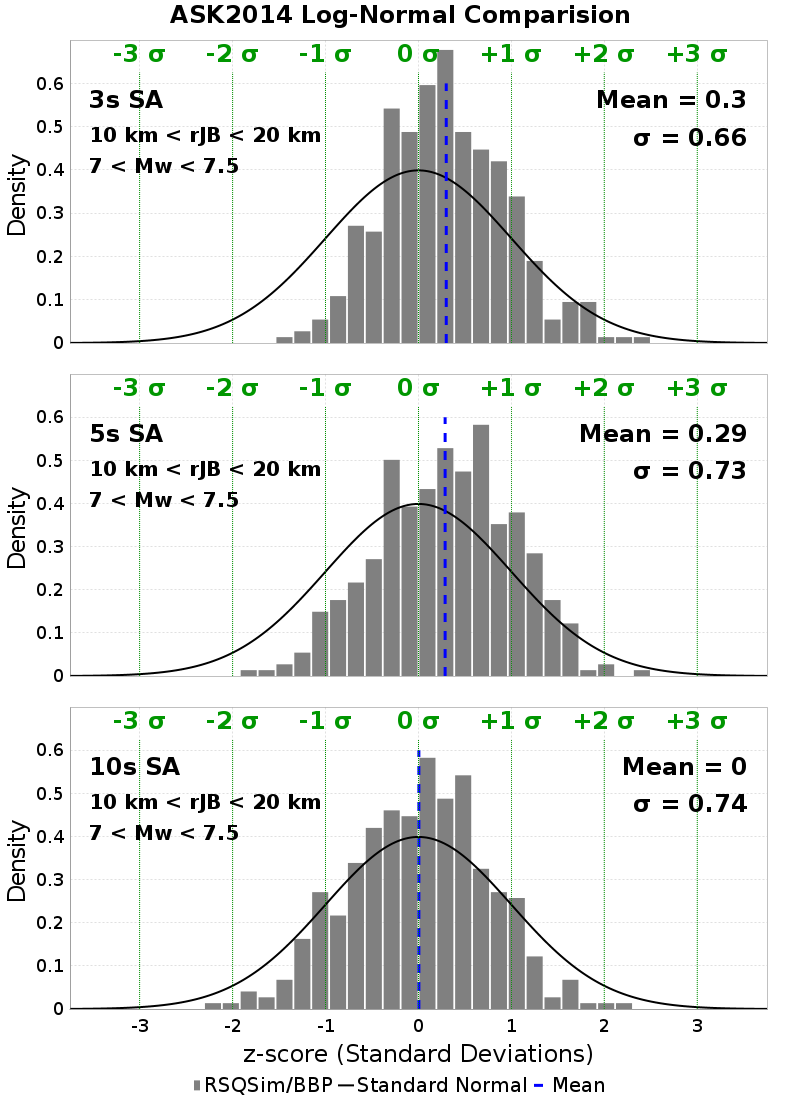 ASK2014 Log-Normal Comparision
-3 σ -2 σ -1 σ 0 σ +1 σ +2 σ +3 σ
3s SA
10 km < rJB < 20 km
7 < Mw < 7.5
Mean = 0.3
σ = 0.66
Density
0.6
0.5
0.4
0.3
0.2
0.1
0
-3 σ -2 σ -1 σ 0 σ +1 σ +2 σ +3 σ
5s SA
10 km < rJB < 20 km
7 < Mw < 7.5
Mean = 0.29
σ = 0.73
Density
0.6
0.5
0.4
0.3
0.2
0.1
0
-3 σ -2 σ -1 σ 0 σ +1 σ +2 σ +3 σ
10s SA
10 km < rJB < 20 km
7 < Mw < 7.5
Mean = 0
σ = 0.74
Density
0.6
0.5
0.4
0.3
0.2
0.1
0
-3 -2 -1 0 1 2 3
z-score (Standard Deviations)
RSQSim/BBP Standard Normal Mean